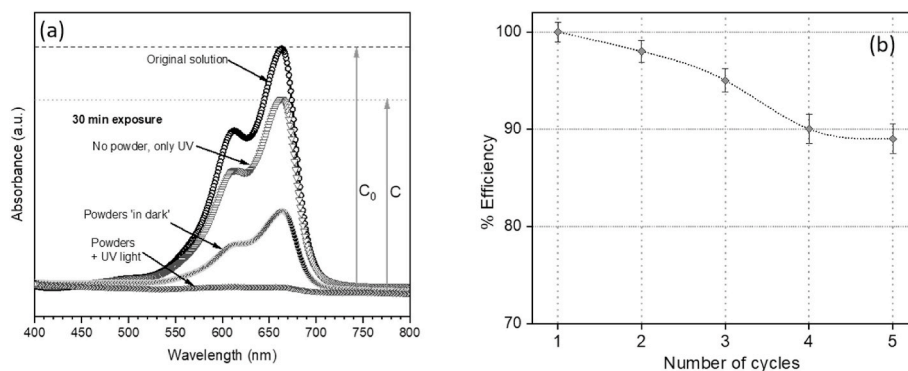 (a)
Original solution
30 min exposure
No powder, only UV
Powders 'in dark'
Powders
+ UV light
C₀
C
Absorbance (a.u.)
400 450 500 550 600 650 700 750 800
Wavelength (nm)
(b)
% Efficiency
100
90
80
70
1 2 3 4 5
Number of cycles